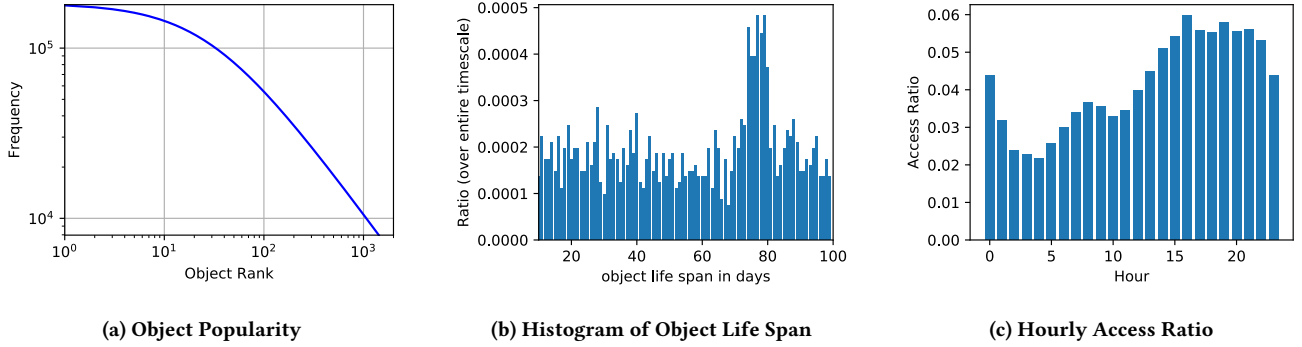 10^5
10^4
Frequency
10^0 10^1 10^2 10^3
Object Rank
(a) Object Popularity
0.0005
0.0004
0.0003
0.0002
0.0001
0.0000
Ratio (over entire timescale)
20 40 60 80 100
object life span in days
(b) Histogram of Object Life Span
0.06
0.05
0.04
0.03
0.02
0.01
0.00
Access Ratio
0 5 10 15 20
Hour
(c) Hourly Access Ratio